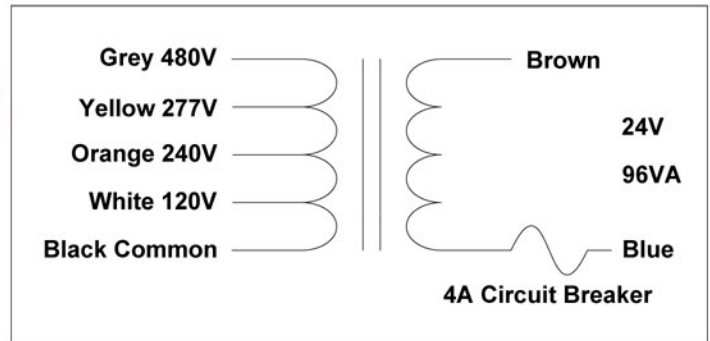 Grey 480V
Yellow 277V
Orange 240V
White 120V
Black Common
Brown
24V
96VA
Blue
4A Circuit Breaker